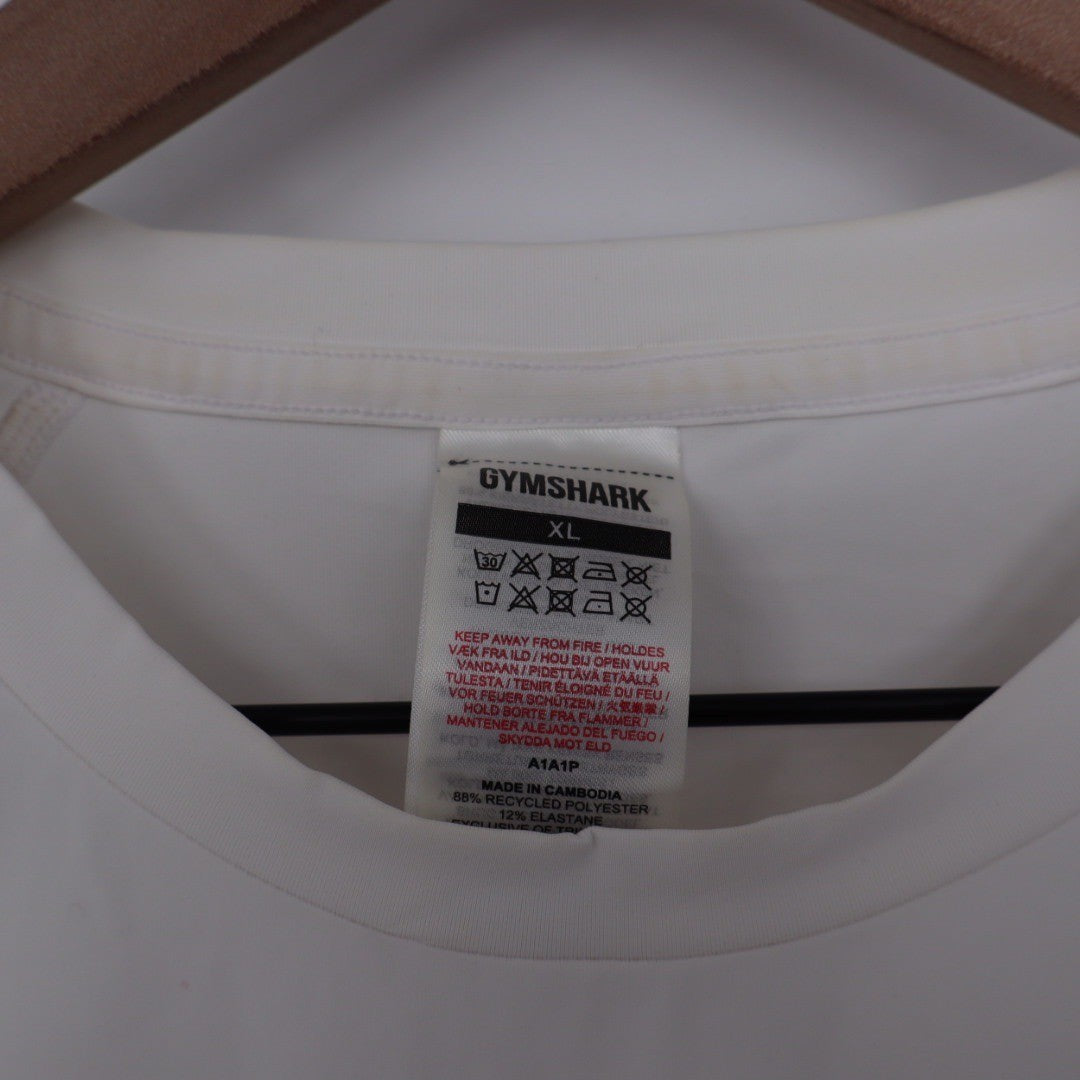 GYMSHARK
XL
30
KEEP AWAY FROM FIRE / HOLDES
VÆK FRA ILD / HOU BIJ OPEN VUUR
VANDAAN / PIDETTÄVÄ ETÄÄLLÄ
TULESTA / TENIR ÉLOIGNÉ DU FEU /
VOR FEUER SCHÜTZEN / 火気厳禁 /
HOLD BORTE FRA FLAMMER /
MANTENER ALEJADO DEL FUEGO /
SKYDDA MOT ELD
A1A1P
MADE IN CAMBODIA
88% RECYCLED POLYESTER
12% ELASTANE
EXCLUSIVE OF